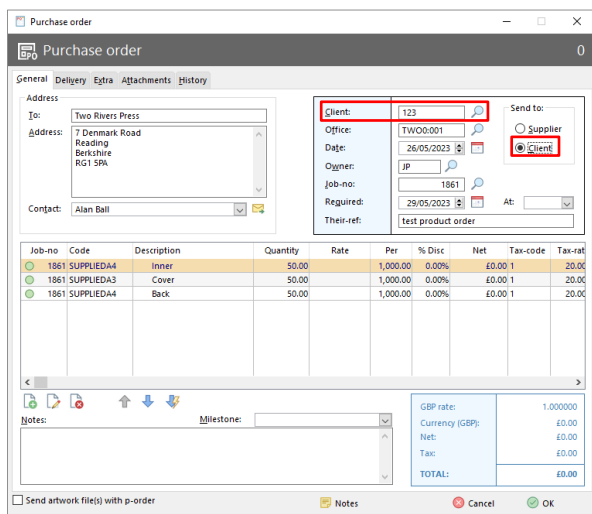 Purchase order
Purchase order 0
General Delivery Extra Attachments History
Address
To: Two Rivers Press
Address: 7 Denmark Road
Reading
Berkshire
RG1 5PA
Contact: Alan Ball
Client: 123
Office: TWO0:001
Date: 26/05/2023
Owner: JP
Job-no: 1861
Required: 29/05/2023 At:
Their-ref: test product order
Send to:
Supplier
Client
Job-no Code Description Quantity Rate Per % Disc Net Tax-code Tax-rat
1861 SUPPLIEDA4 Inner 50.00 1,000.00 0.00% £0.00 1 20.00
1861 SUPPLIEDA3 Cover 50.00 1,000.00 0.00% £0.00 1 20.00
1861 SUPPLIEDA4 Back 50.00 1,000.00 0.00% £0.00 1 20.00
Notes: Milestone:
GBP rate: 1.000000
Currency (GBP): £0.00
Net: £0.00
Tax: £0.00
TOTAL: £0.00
Send artwork file(s) with p-order Notes Cancel OK